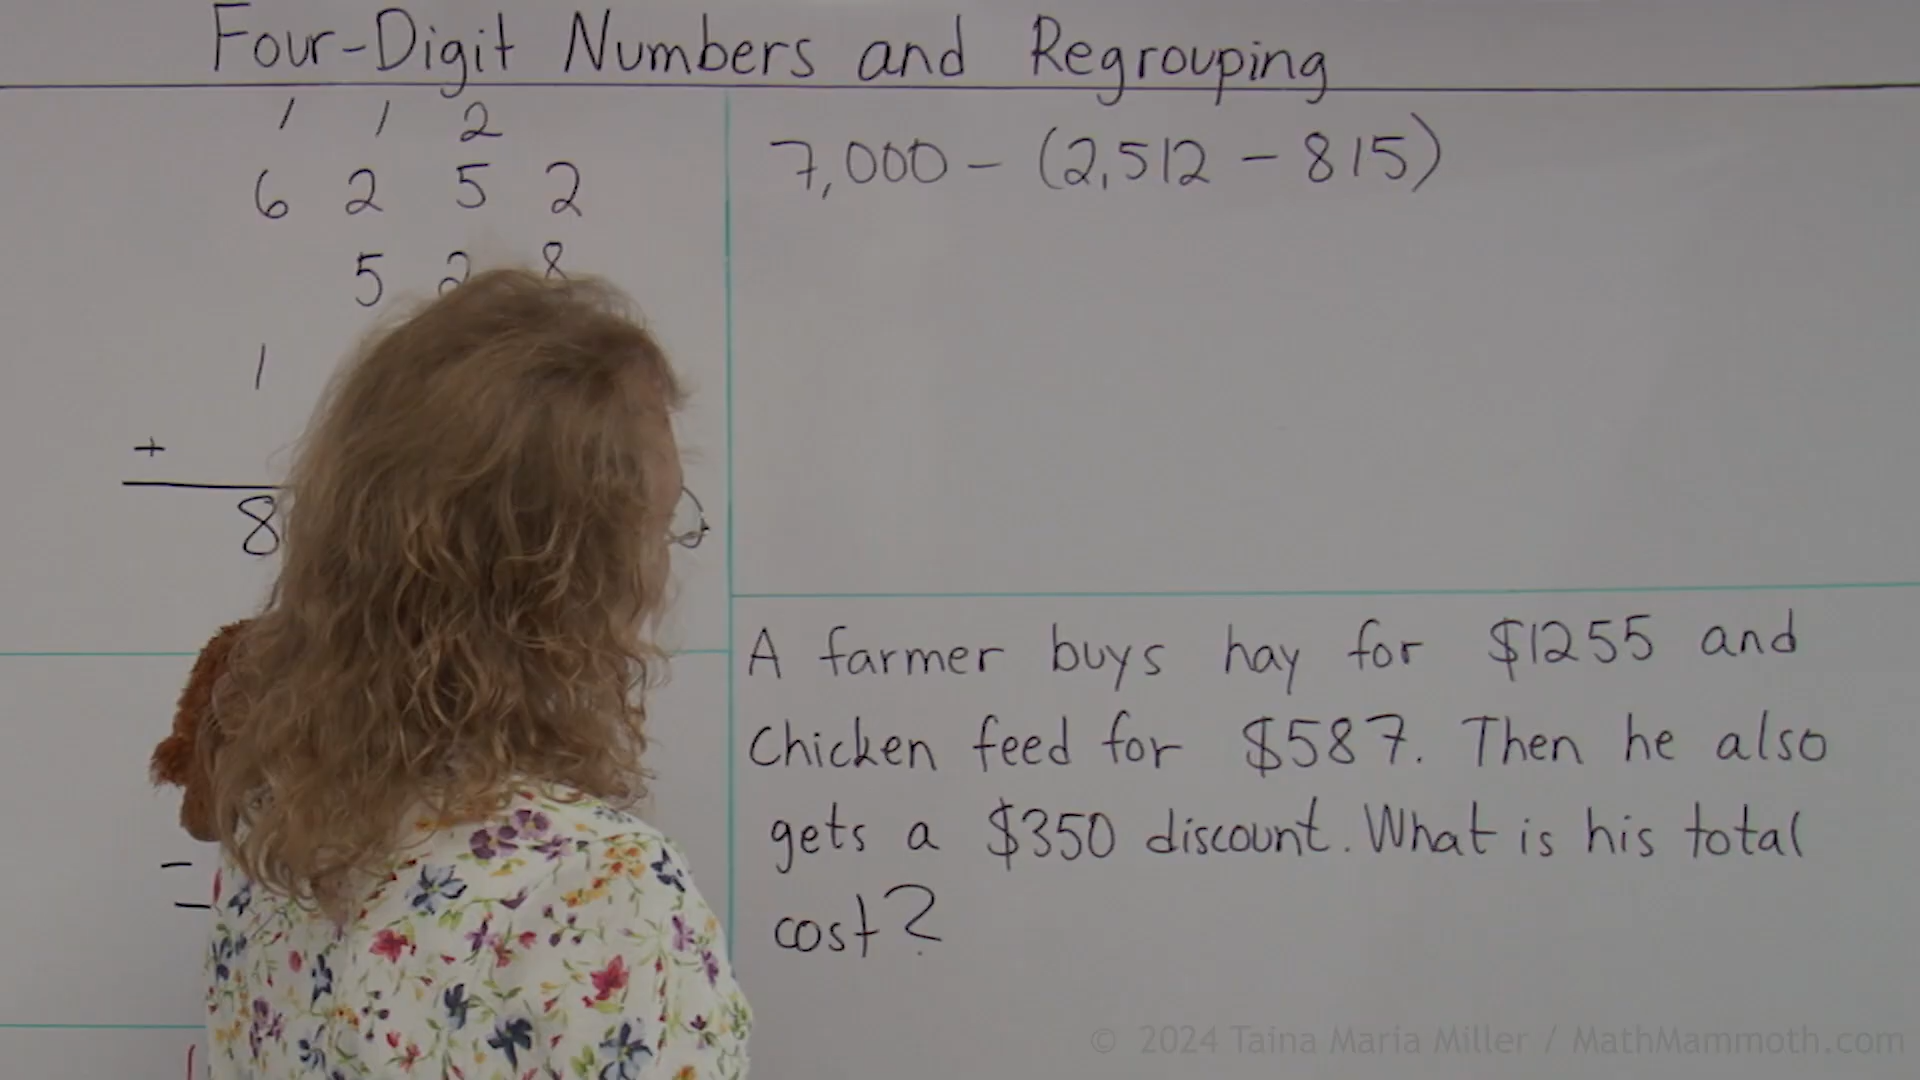 Four-Digit Numbers and Regrouping
1 1 2
6 2 5 2
5 2 8
1
+
8
7,000 - (2,512 - 815)
A farmer buys hay for $1255 and
Chicken feed for $587. Then he also
gets a $350 discount. What is his total
cost?
© 2024 Taina Maria Miller / MathMammoth.com